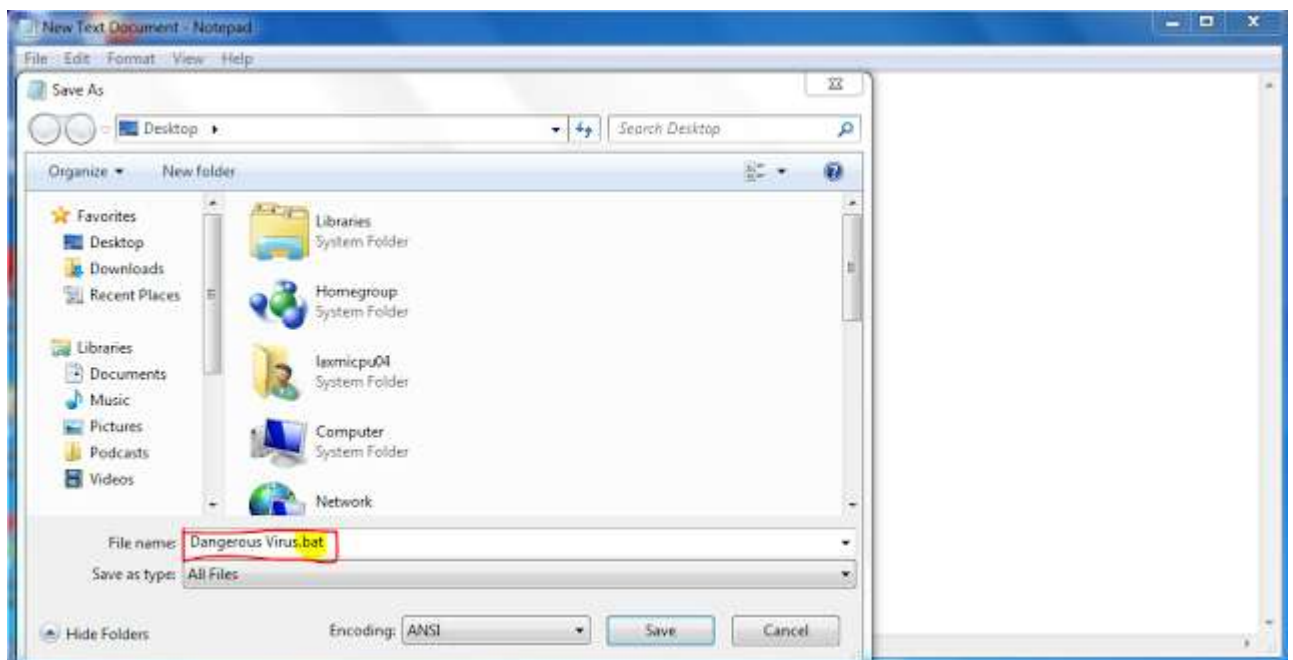 New Text Document - Notepad
File Edit Format View Help
Save As
Desktop
Search Desktop
Organize New folder
Favorites
Desktop
Downloads
Recent Places
Libraries
Documents
Music
Pictures
Podcasts
Videos
Libraries
System Folder
Homegroup
System Folder
laxmicpu04
System Folder
Computer
System Folder
Network
File name: Dangerous Virus.bat
Save as type: All Files
Hide Folders
Encoding: ANSI
Save
Cancel